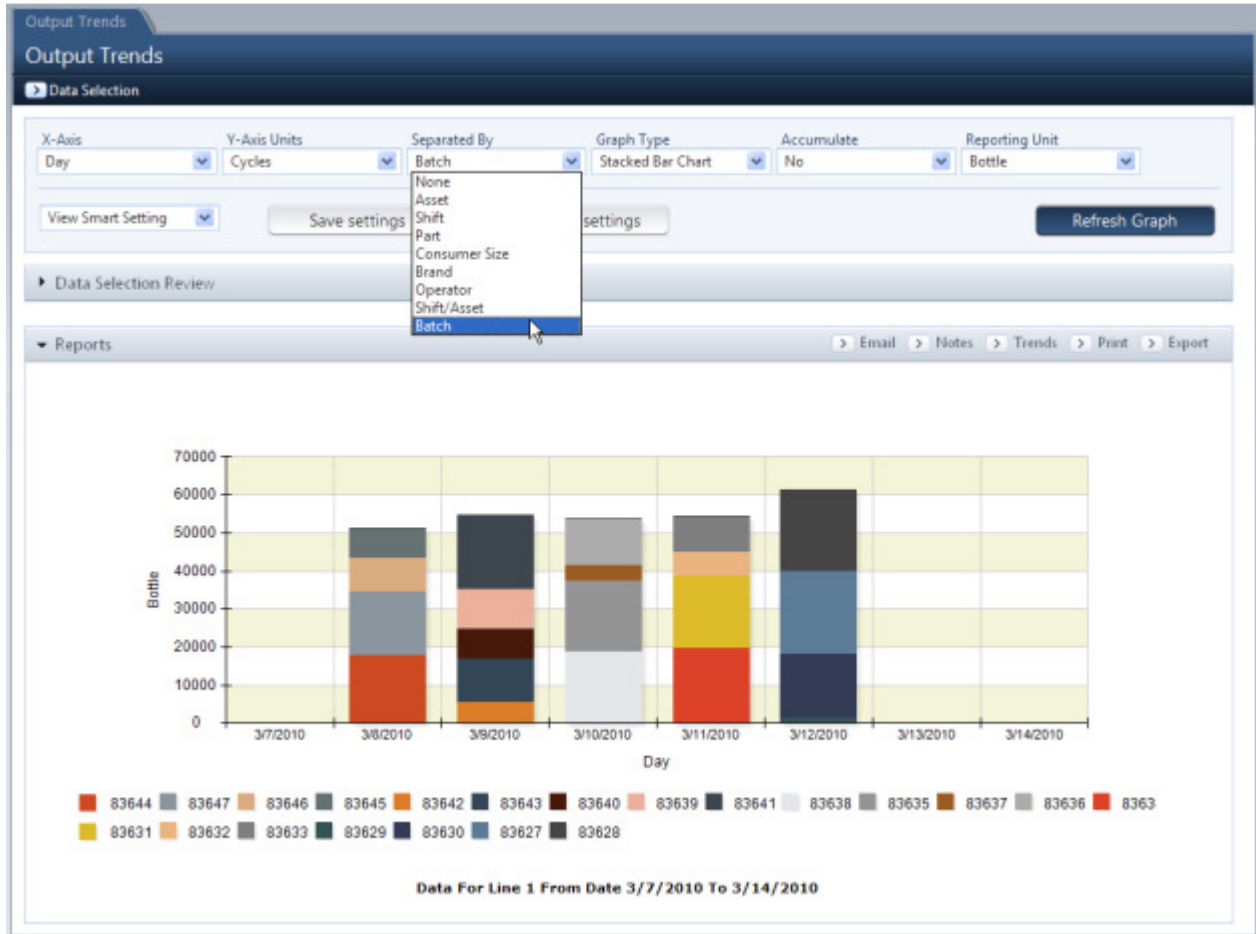 Output Trends
Output Trends
Data Selection
X-Axis Y-Axis Units Separated By Graph Type Accumulate Reporting Unit
Day Cycles Batch Stacked Bar Chart No Bottle
None
Asset
Shift
Part
Consumer Size
Brand
Operator
Shift/Asset
Batch
View Smart Setting Save settings settings Refresh Graph
Data Selection Review
Reports Email Notes Trends Print Export
70000
60000
50000
40000
30000
20000
10000
0
Bottle
3/7/2010 3/8/2010 3/9/2010 3/10/2010 3/11/2010 3/12/2010 3/13/2010 3/14/2010
Day
83644 83647 83646 83645 83642 83643 83640 83639 83641 83638 83635 83637 83636 8363
83631 83632 83633 83629 83630 83627 83628
Data For Line 1 From Date 3/7/2010 To 3/14/2010